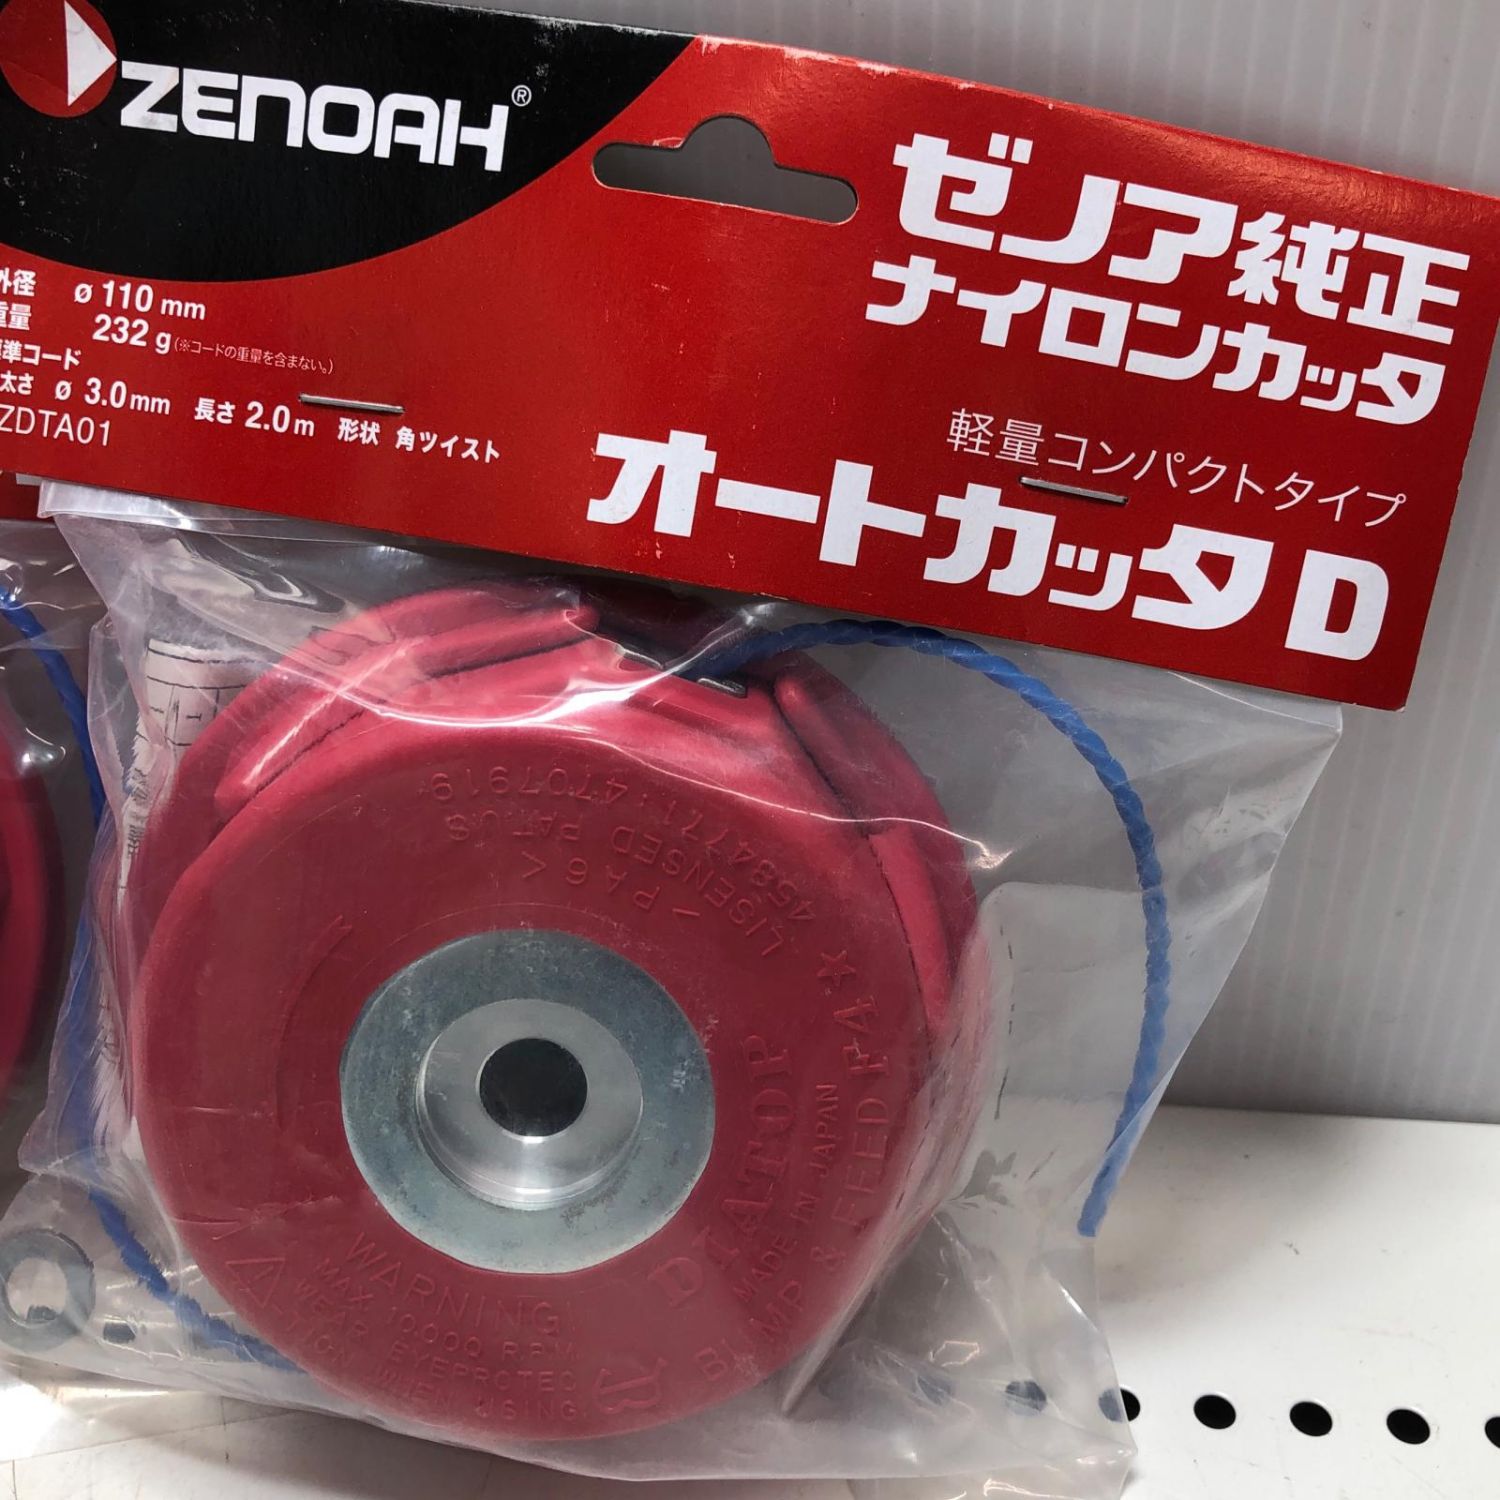 ZENOAH®
ゼノア純正
ナイロンカッタ
軽量コンパクトタイプ
オートカッタ D
外径 ø 110 mm
重量 232 g (※コードの重量を含まない。)
標準コード
太さ ø 3.0mm 長さ 2.0m 形状 角ツイスト
ZDTA01
4584771:4707919
LISENSED PAT. U.S
>PA6<
DIATOP
MADE IN JAPAN
BUMP & FEED F4
WARNING!
MAX. 10.000 R.P.M
WEAR EYEPROTEC
-TION WHEN USING